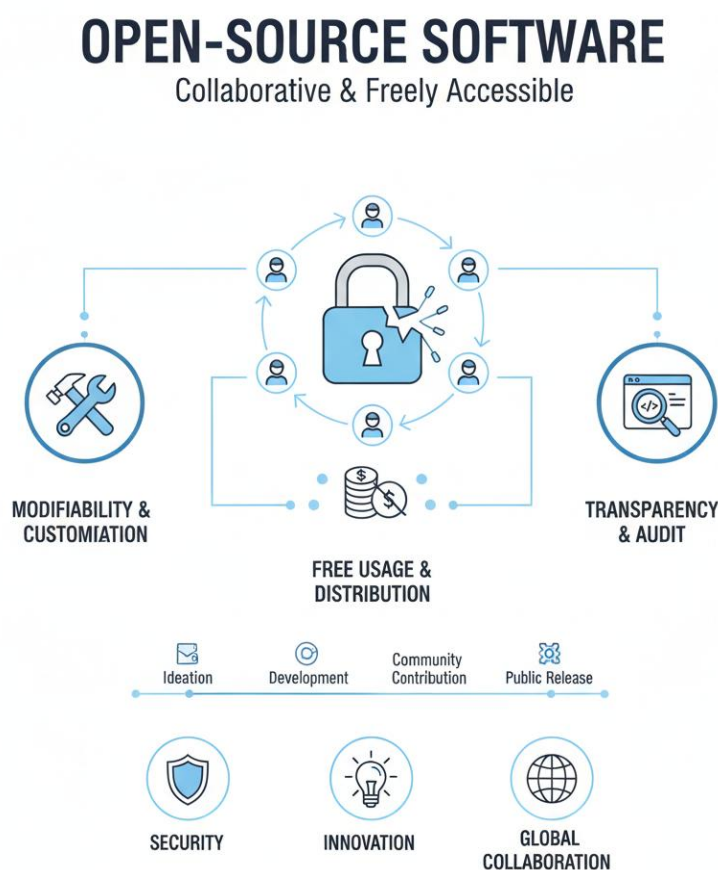 OPEN-SOURCE SOFTWARE
Collaborative & Freely Accessible
</>
$
$
MODIFIABILITY &
CUSTOMIATION
TRANSPARENCY
& AUDIT
FREE USAGE &
DISTRIBUTION
Ideation
Development
Community
Contribution
Public Release
SECURITY
INNOVATION
GLOBAL
COLLABORATION